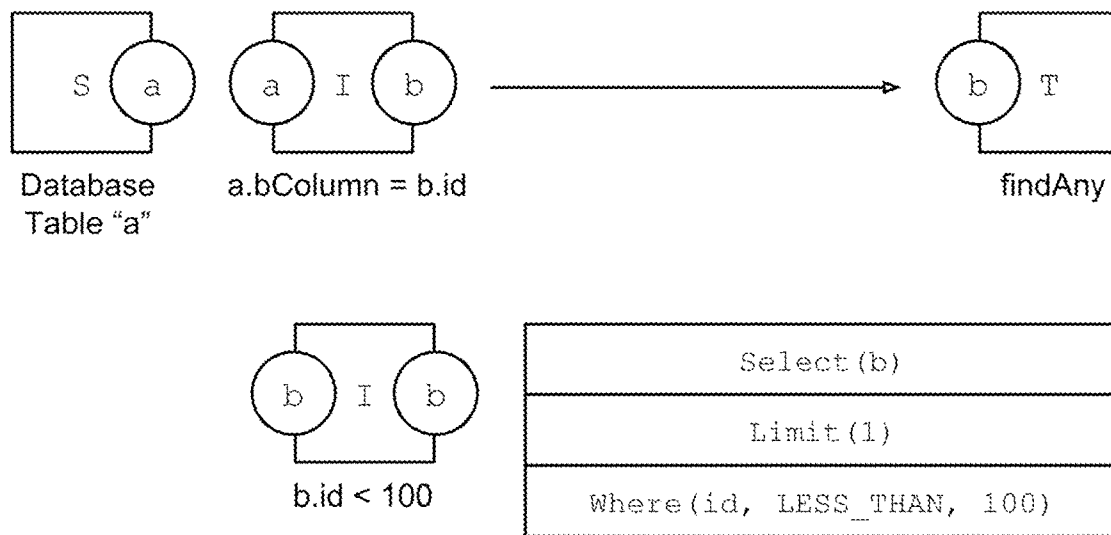 S a a I b b T
Database a.bColumn = b.id findAny
Table “a”
Select(b)
b I b
Limit(1)
b.id < 100
Where(id, LESS_THAN, 100)